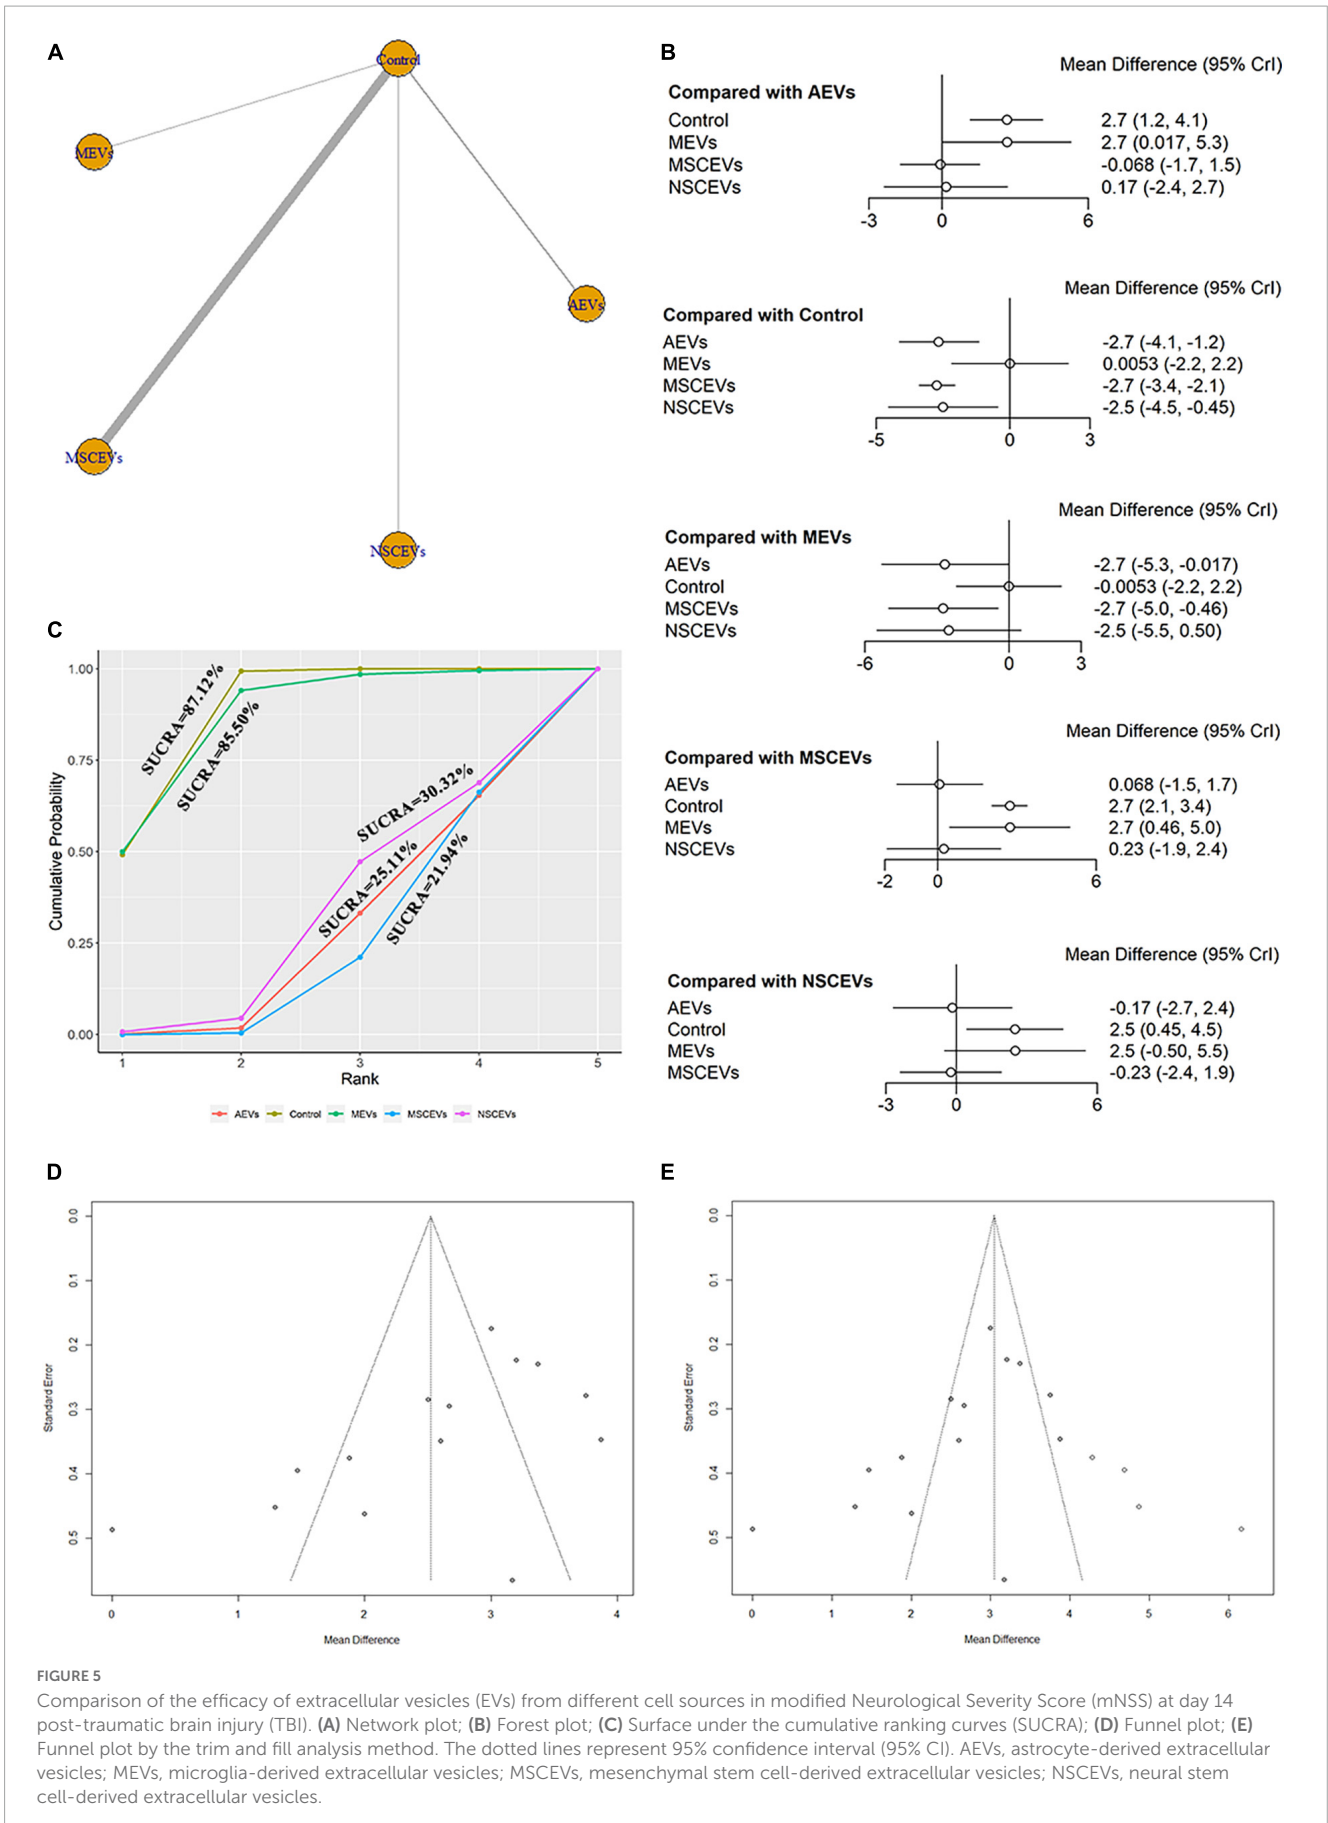 A
Control
MEVs
AEVs
MSCEVs
NSCEVs
B
Mean Difference (95% CrI)
Compared with AEVs
Control 2.7 (1.2, 4.1)
MEVs 2.7 (0.017, 5.3)
MSCEVs -0.068 (-1.7, 1.5)
NSCEVs 0.17 (-2.4, 2.7)
-3 0 6
Mean Difference (95% CrI)
Compared with Control
AEVs -2.7 (-4.1, -1.2)
MEVs 0.0053 (-2.2, 2.2)
MSCEVs -2.7 (-3.4, -2.1)
NSCEVs -2.5 (-4.5, -0.45)
-5 0 3
Mean Difference (95% CrI)
Compared with MEVs
AEVs -2.7 (-5.3, -0.017)
Control -0.0053 (-2.2, 2.2)
MSCEVs -2.7 (-5.0, -0.46)
NSCEVs -2.5 (-5.5, 0.50)
-6 0 3
Mean Difference (95% CrI)
Compared with MSCEVs
AEVs 0.068 (-1.5, 1.7)
Control 2.7 (2.1, 3.4)
MEVs 2.7 (0.46, 5.0)
NSCEVs 0.23 (-1.9, 2.4)
-2 0 6
Mean Difference (95% CrI)
Compared with NSCEVs
AEVs -0.17 (-2.7, 2.4)
Control 2.5 (0.45, 4.5)
MEVs 2.5 (-0.50, 5.5)
MSCEVs -0.23 (-2.4, 1.9)
-3 0 6
C
Cumulative Probability
1.00
0.75
0.50
0.25
0.00
SUCRA=87.12%
SUCRA=85.50%
SUCRA=30.32%
SUCRA=25.11%
SUCRA=21.94%
1 2 3 4 5
Rank
AEVs Control MEVs MSCEVs NSCEVs
D
Standard Error
0.0
0.1
0.2
0.3
0.4
0.5
0 1 2 3 4
Mean Difference
E
Standard Error
0.0
0.1
0.2
0.3
0.4
0.5
0 1 2 3 4 5 6
Mean Difference
FIGURE 5
Comparison of the efficacy of extracellular vesicles (EVs) from different cell sources in modified Neurological Severity Score (mNSS) at day 14
post-traumatic brain injury (TBI). (A) Network plot; (B) Forest plot; (C) Surface under the cumulative ranking curves (SUCRA); (D) Funnel plot; (E)
Funnel plot by the trim and fill analysis method. The dotted lines represent 95% confidence interval (95% CI). AEVs, astrocyte-derived extracellular
vesicles; MEVs, microglia-derived extracellular vesicles; MSCEVs, mesenchymal stem cell-derived extracellular vesicles; NSCEVs, neural stem
cell-derived extracellular vesicles.